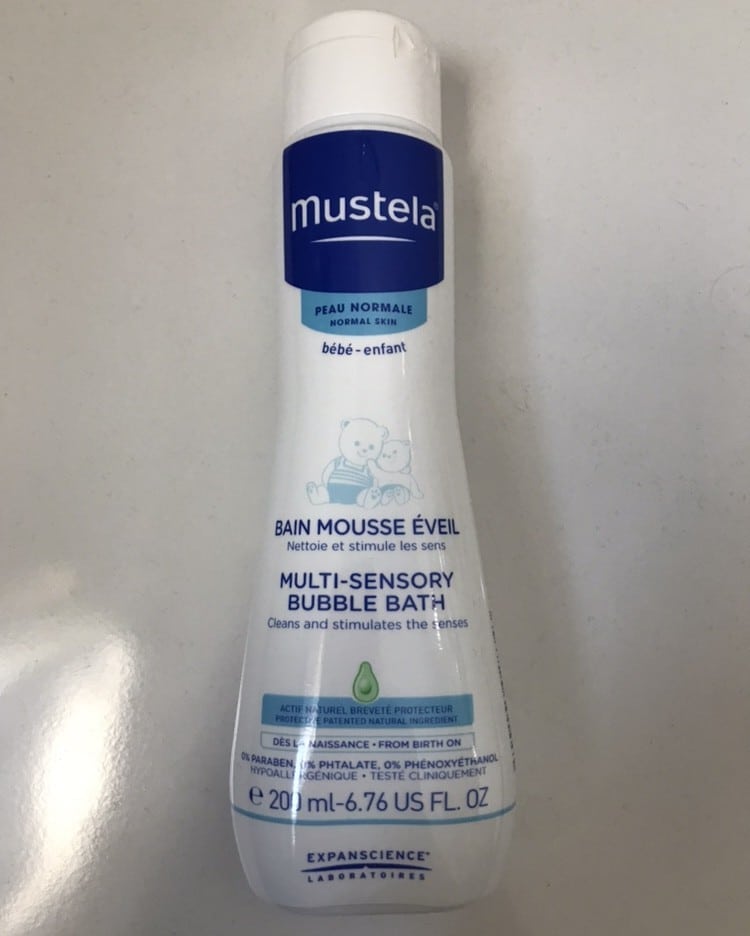 mustela®
PEAU NORMALE
NORMAL SKIN
bébé-enfant
BAIN MOUSSE ÉVEIL
Nettoie et stimule les sens
MULTI-SENSORY
BUBBLE BATH
Cleans and stimulates the senses
ACTIF NATUREL BREVETÉ PROTECTEUR
PROTECTIVE PATENTED NATURAL INGREDIENT
DÈS LA NAISSANCE • FROM BIRTH ON
0% PARABEN, 0% PHTALATE, 0% PHÉNOXYÉTHANOL
HYPOALLERGÉNIQUE • TESTÉ CLINIQUEMENT
e 200 ml-6.76 US FL. OZ
EXPANSCIENCE
LABORATOIRES